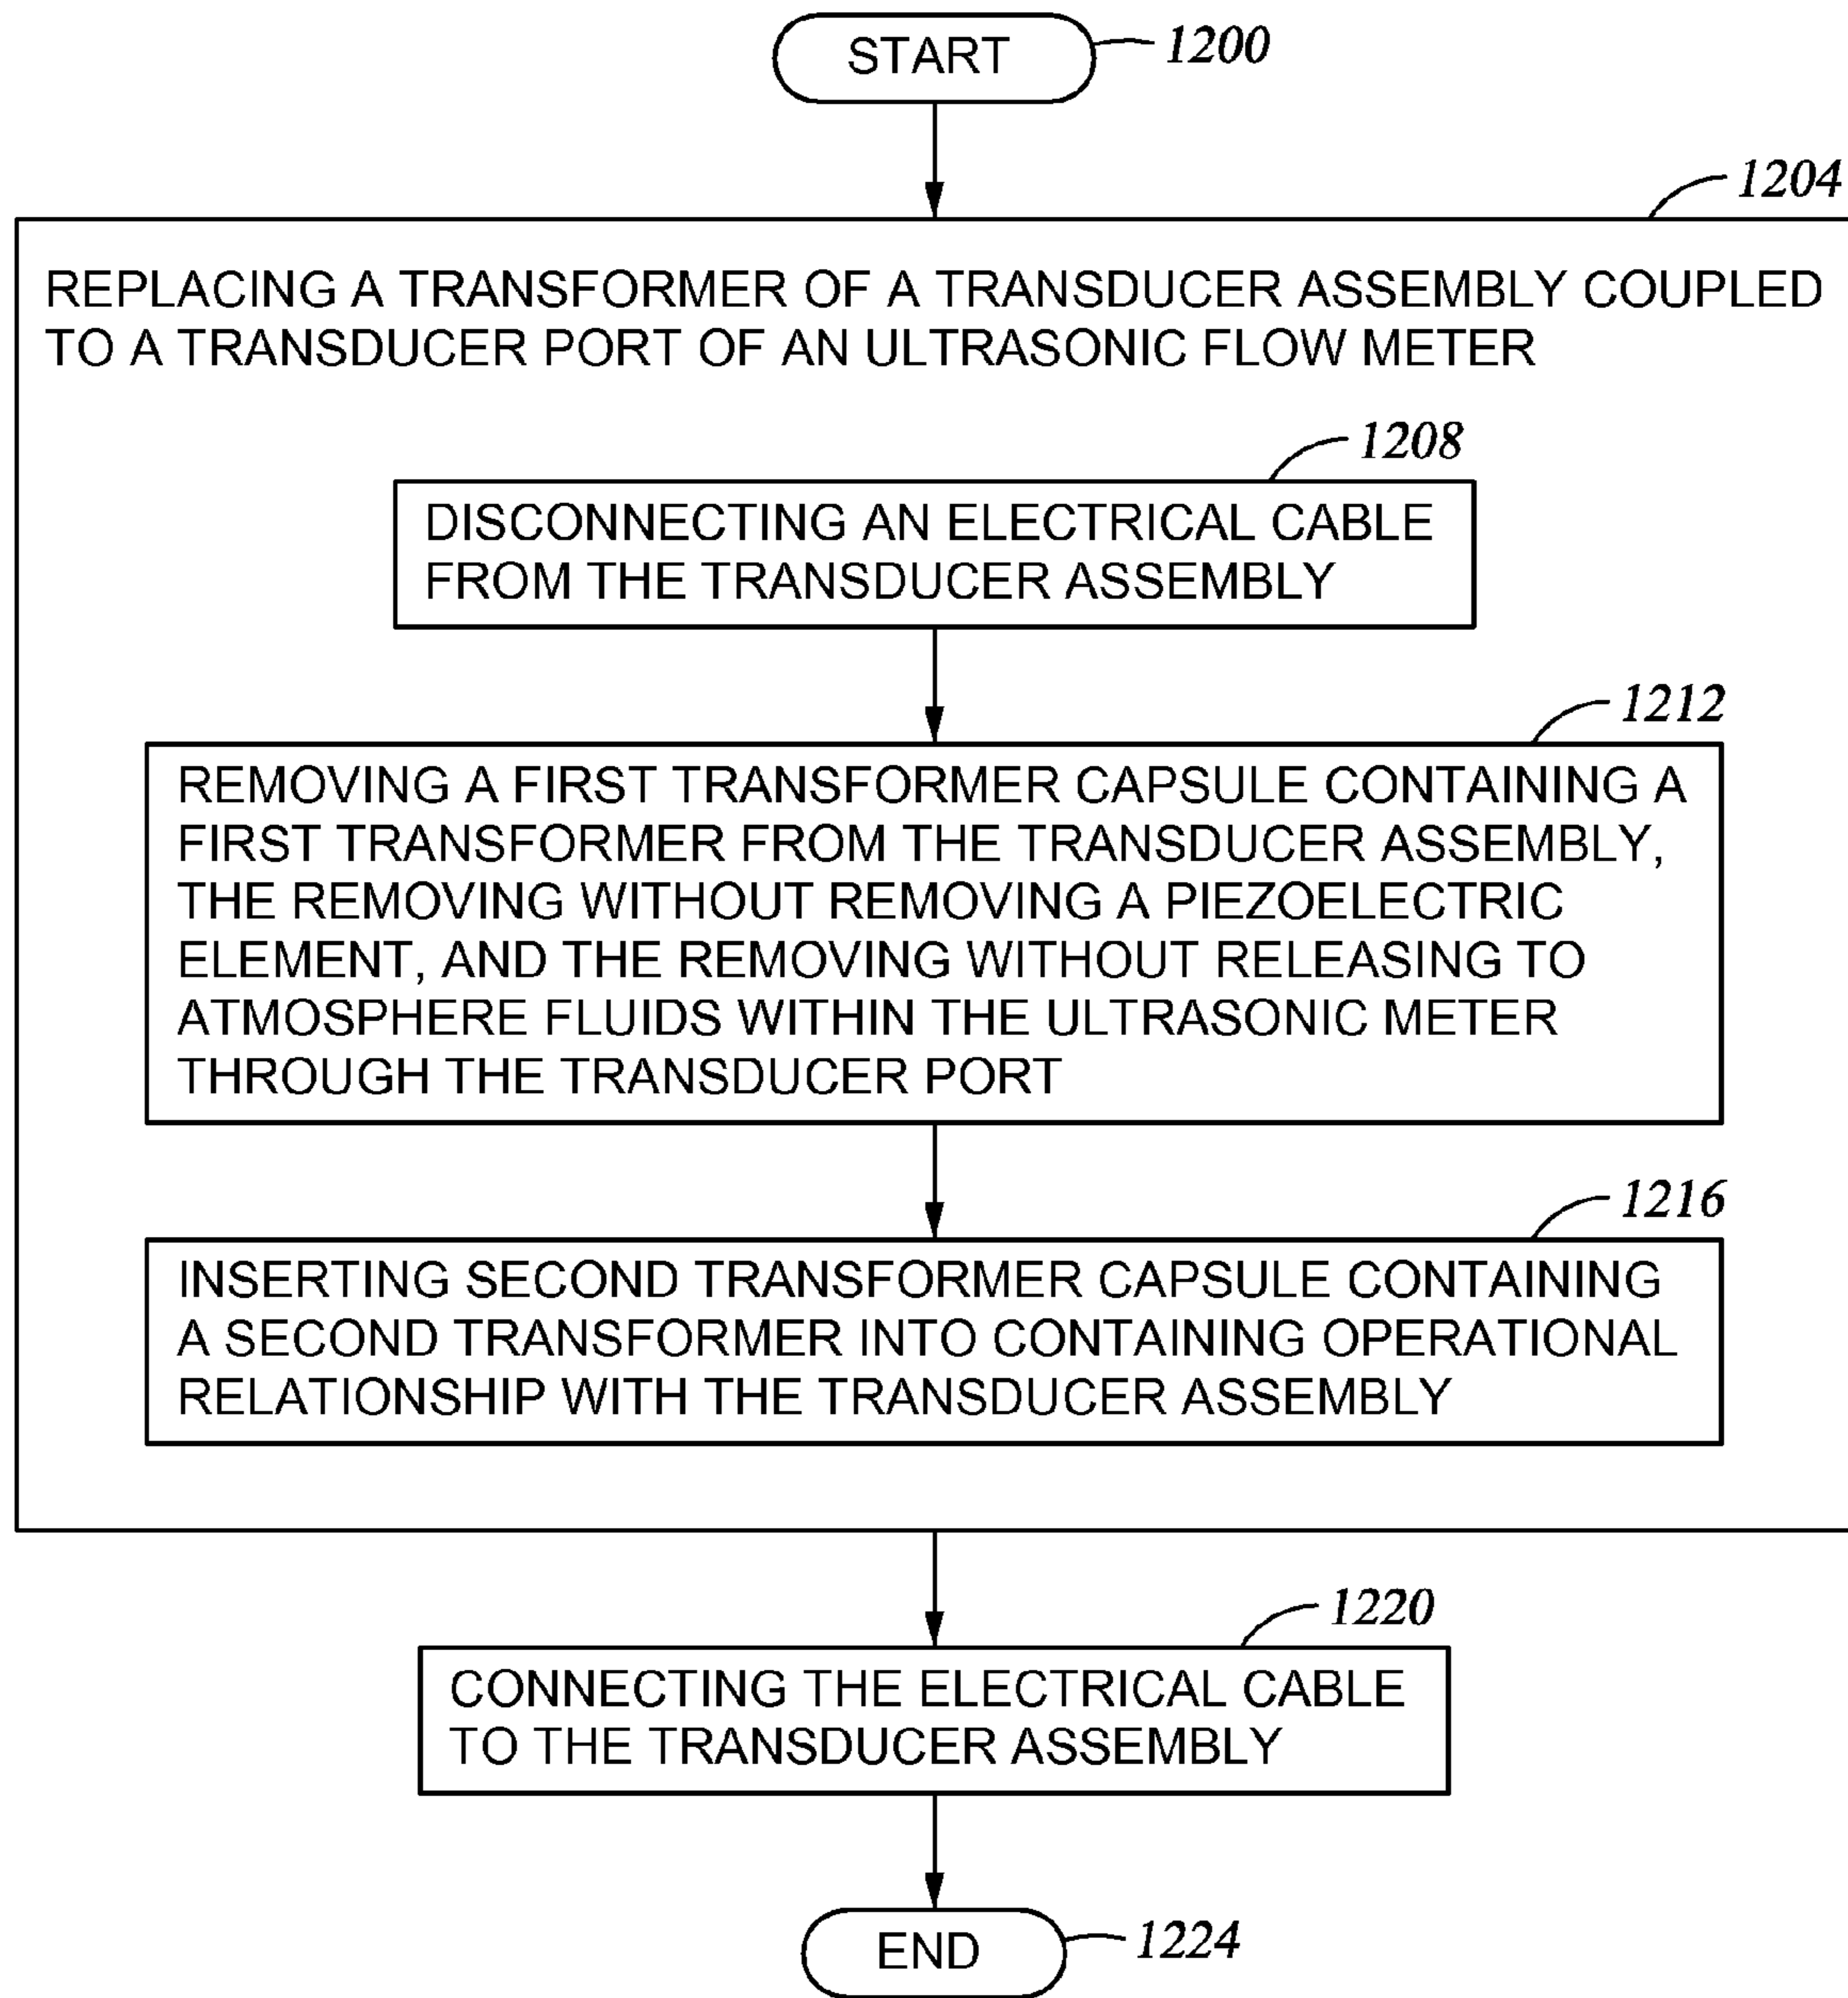 START
1200
1204
REPLACING A TRANSFORMER OF A TRANSDUCER ASSEMBLY COUPLED
TO A TRANSDUCER PORT OF AN ULTRASONIC FLOW METER
1208
DISCONNECTING AN ELECTRICAL CABLE
FROM THE TRANSDUCER ASSEMBLY
1212
REMOVING A FIRST TRANSFORMER CAPSULE CONTAINING A
FIRST TRANSFORMER FROM THE TRANSDUCER ASSEMBLY,
THE REMOVING WITHOUT REMOVING A PIEZOELECTRIC
ELEMENT, AND THE REMOVING WITHOUT RELEASING TO
ATMOSPHERE FLUIDS WITHIN THE ULTRASONIC METER
THROUGH THE TRANSDUCER PORT
1216
INSERTING SECOND TRANSFORMER CAPSULE CONTAINING
A SECOND TRANSFORMER INTO CONTAINING OPERATIONAL
RELATIONSHIP WITH THE TRANSDUCER ASSEMBLY
1220
CONNECTING THE ELECTRICAL CABLE
TO THE TRANSDUCER ASSEMBLY
END
1224